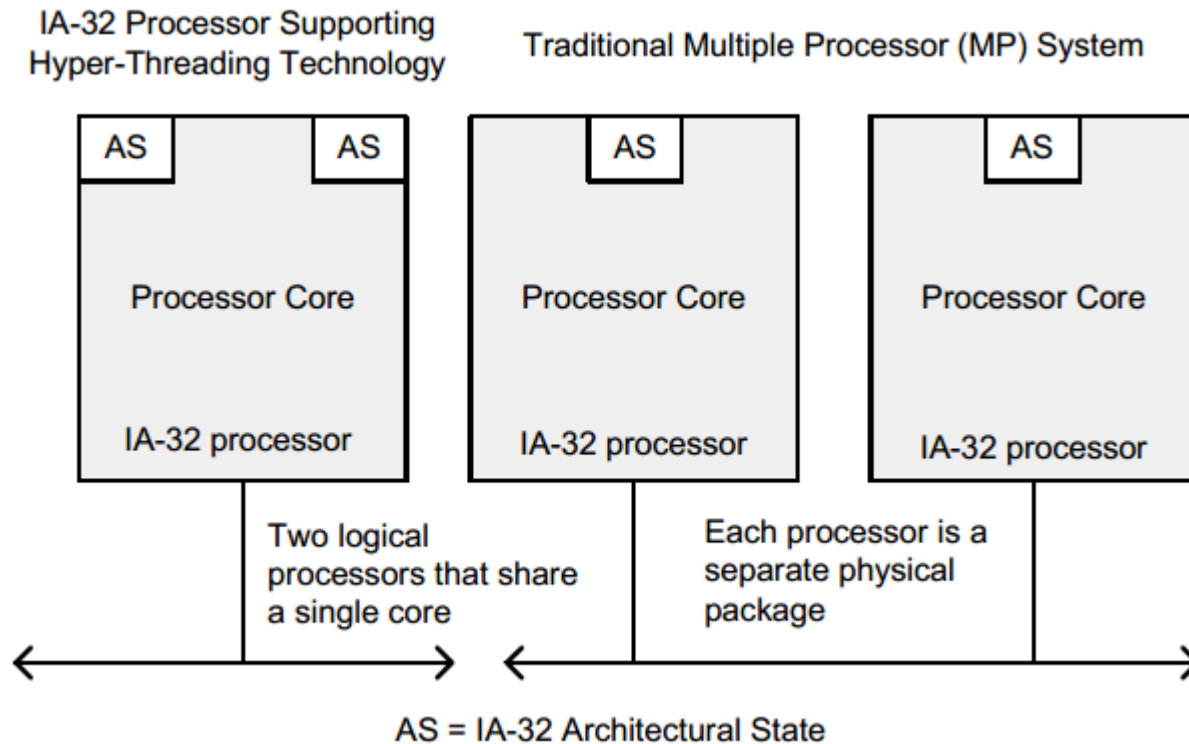 IA-32 Processor Supporting
Hyper-Threading Technology
Traditional Multiple Processor (MP) System
AS
AS
AS
AS
Processor Core
Processor Core
Processor Core
IA-32 processor
IA-32 processor
IA-32 processor
Two logical
processors that share
a single core
Each processor is a
separate physical
package
AS = IA-32 Architectural State